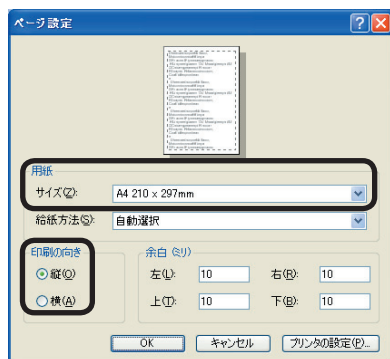 ページ設定
用紙
サイズ(Z): A4 210 x 297mm
給紙方法(S): 自動選択
印刷の向き
縦(O)
横(A)
余白 (ミリ)
左(L): 10 右(R): 10
上(T): 10 下(B): 10
OK キャンセル プリンタの設定(P)...